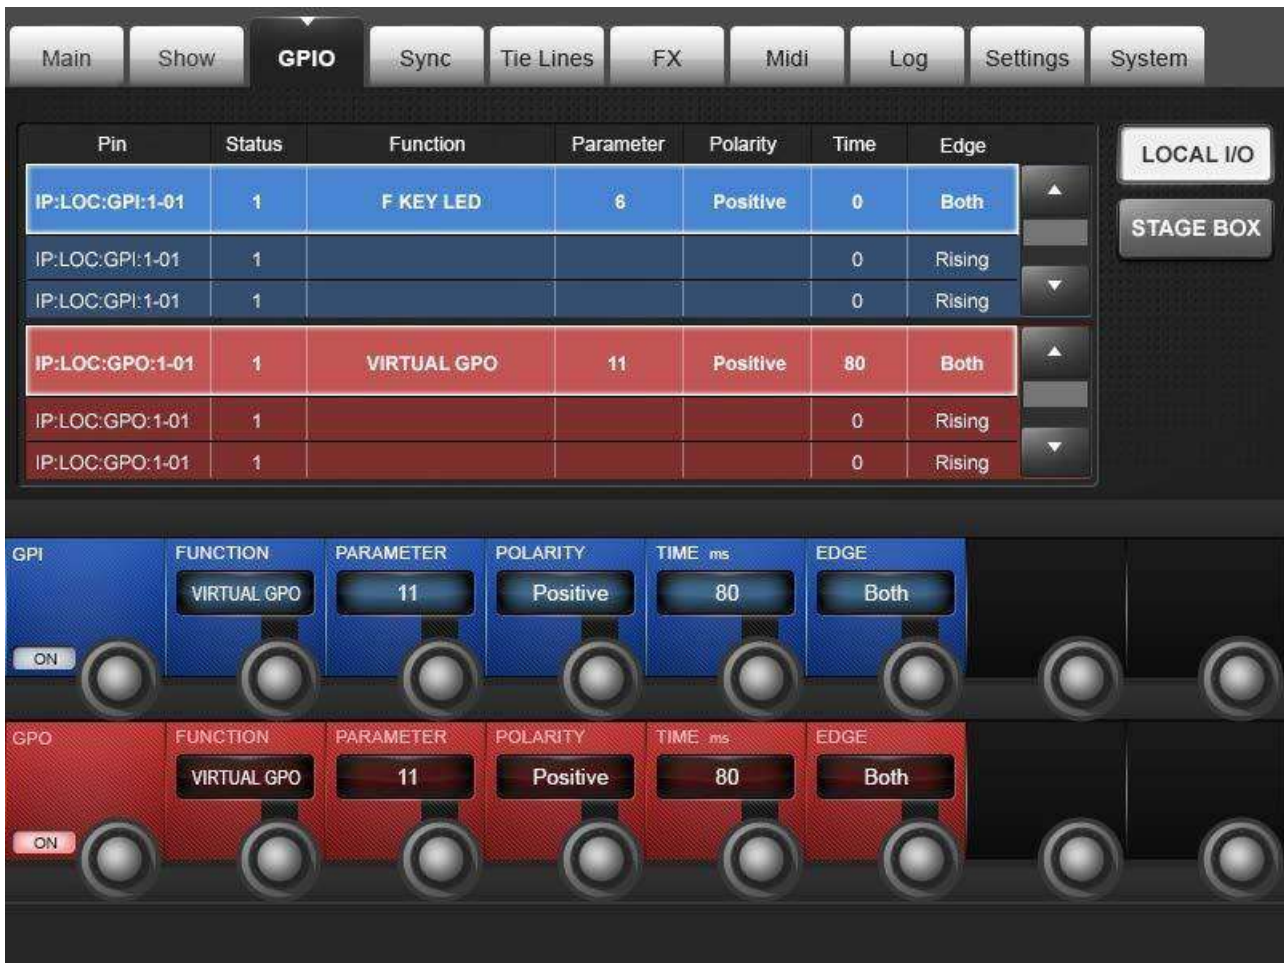 Main Show GPIO Sync Tie Lines FX Midi Log Settings System
Pin Status Function Parameter Polarity Time Edge
LOCAL I/O
IP:LOC:GPI:1-01 1 F KEY LED 6 Positive 0 Both
STAGE BOX
IP:LOC:GPI:1-01 1 0 Rising
IP:LOC:GPI:1-01 1 0 Rising
IP:LOC:GPO:1-01 1 VIRTUAL GPO 11 Positive 80 Both
IP:LOC:GPO:1-01 1 0 Rising
IP:LOC:GPO:1-01 1 0 Rising
GPI FUNCTION PARAMETER POLARITY TIME ms EDGE
VIRTUAL GPO 11 Positive 80 Both
ON
GPO FUNCTION PARAMETER POLARITY TIME ms EDGE
VIRTUAL GPO 11 Positive 80 Both
ON